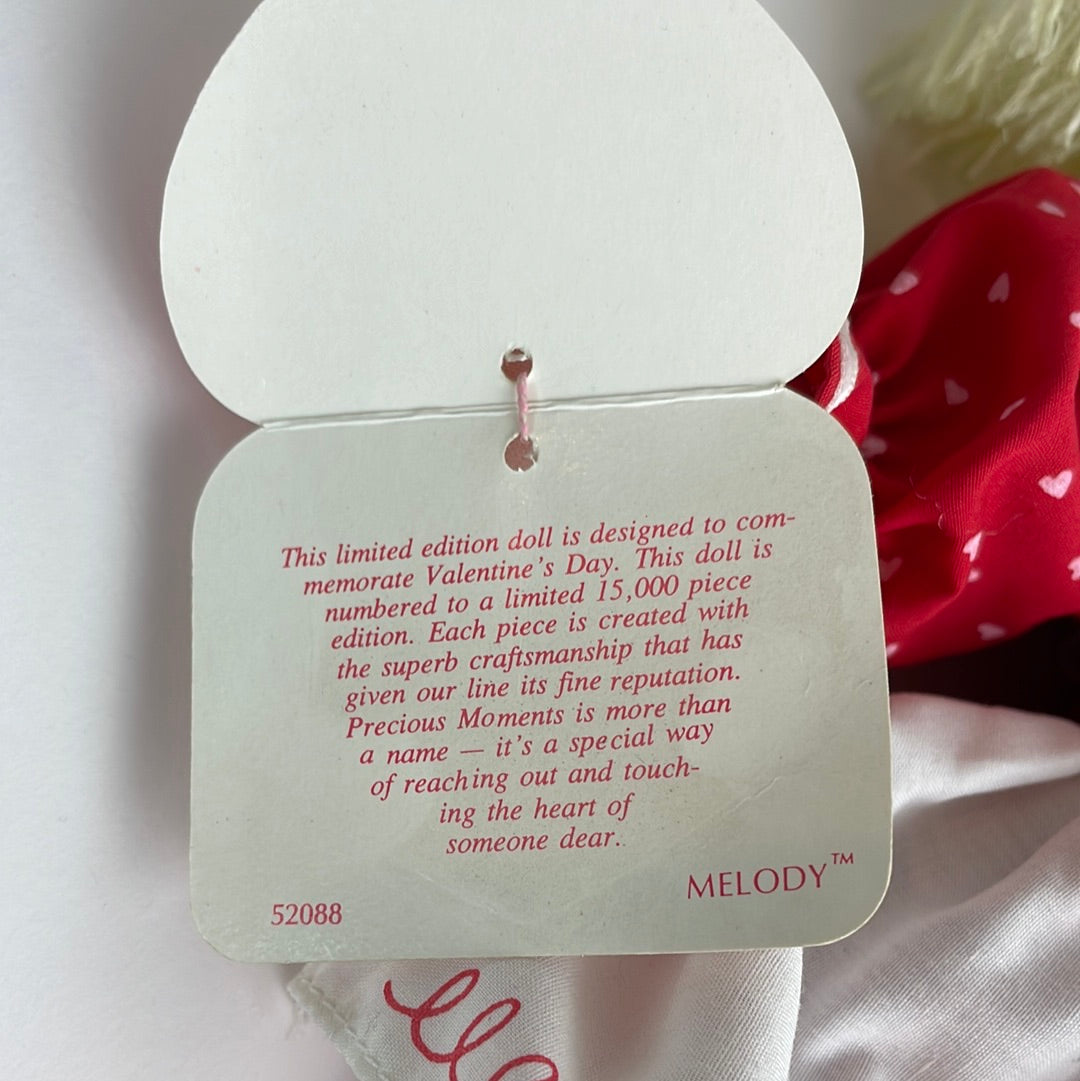 This limited edition doll is designed to com-
memorate Valentine's Day. This doll is
numbered to a limited 15,000 piece
edition. Each piece is created with
the superb craftsmanship that has
given our line its fine reputation.
Precious Moments is more than
a name — it's a special way
of reaching out and touch-
ing the heart of
someone dear.
52088
MELODY™